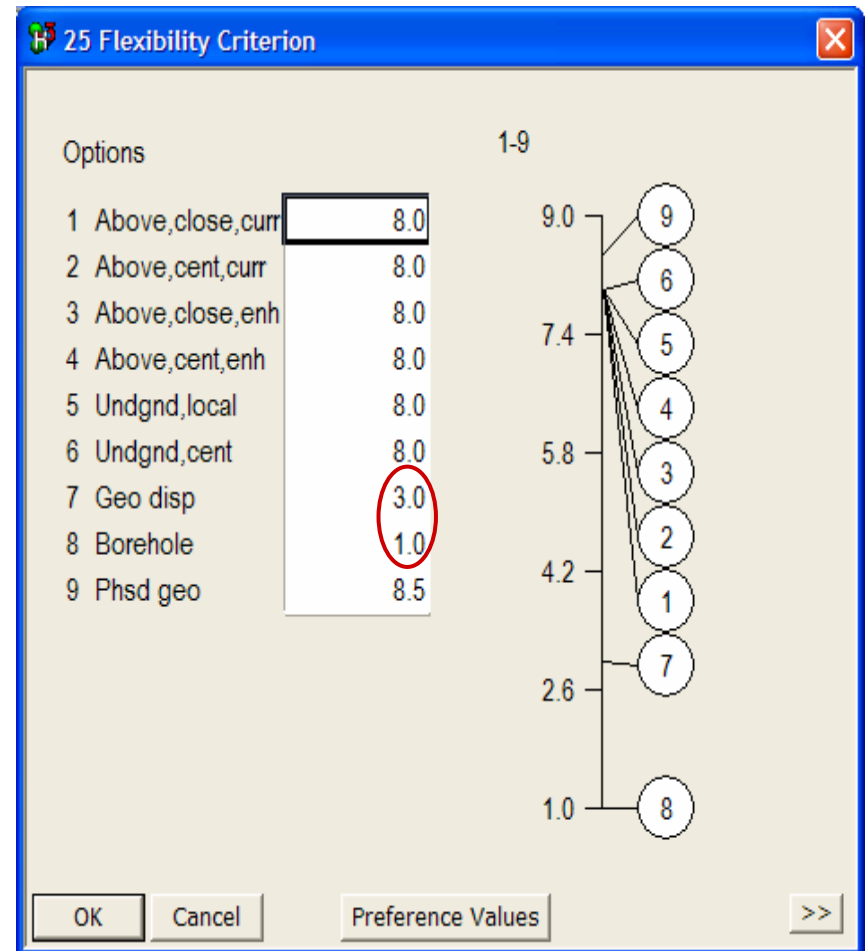 25 Flexibility Criterion
Options
1-9
1 Above,close,curr 8.0
2 Above,cent,curr 8.0
3 Above,close,enh 8.0
4 Above,cent,enh 8.0
5 Undgnd,local 8.0
6 Undgnd,cent 8.0
7 Geo disp 3.0
8 Borehole 1.0
9 Phsd geo 8.5
9.0
7.4
5.8
4.2
2.6
1.0
9
6
5
4
3
2
1
7
8
OK
Cancel
Preference Values
>>